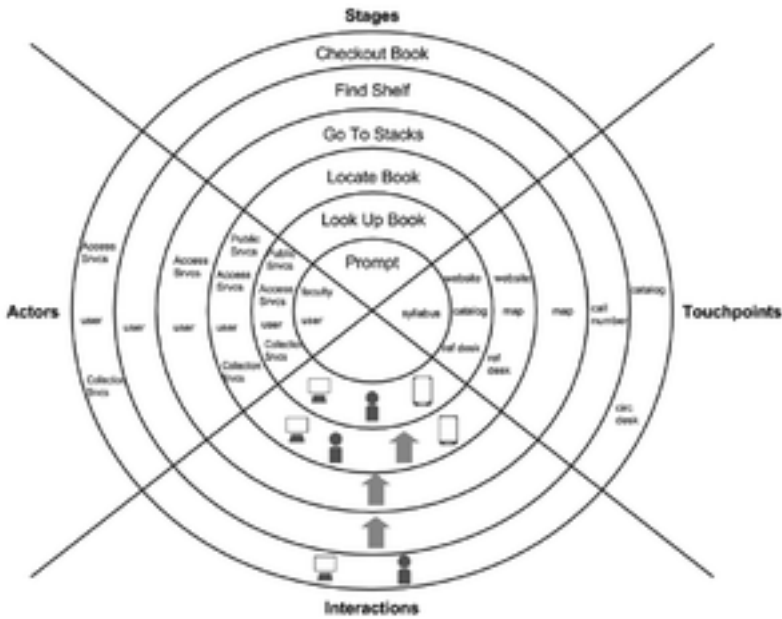 Stages
Checkout Book
Find Shelf
Go To Stacks
Locate Book
Look Up Book
Prompt
Actors
Access
Srvcs
user
Collection
Srvcs
user
Access
Srvcs
user
Public
Srvcs
Access
Srvcs
user
Collection
Srvcs
Public
Srvcs
Access
Srvcs
user
Collection
Srvcs
faculty
user
syllabus
website
catalog
Ref desk
website
map
ref
desk
map
call
number
catalog
circ.
desk
Touchpoints
Interactions